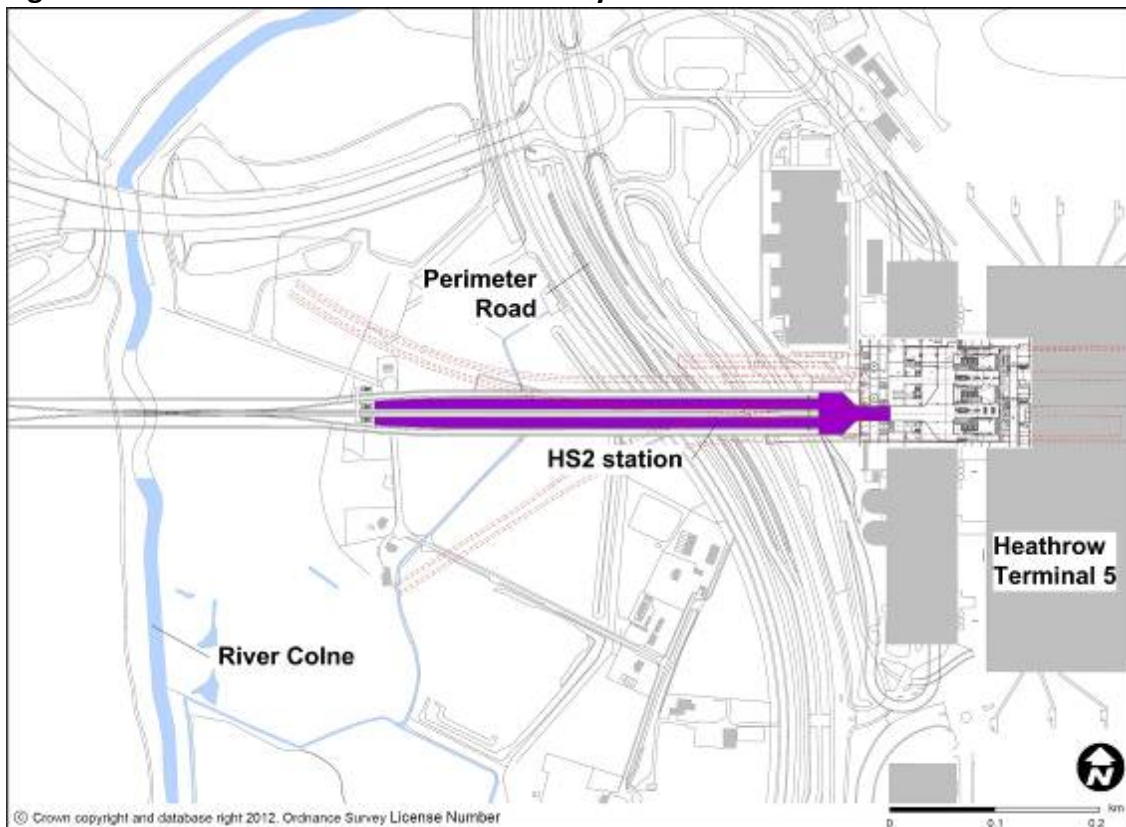 Perimeter
Road
HS2 station
Heathrow
Terminal 5
River Colne
N
km
© Crown copyright and database right 2012. Ordnance Survey License Number
0 0.1 0.2